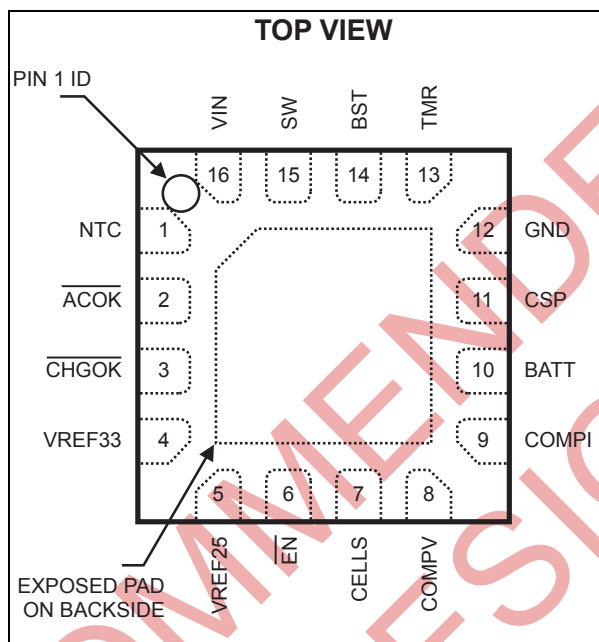 TOP VIEW
PIN 1 ID
VIN
SW
BST
TMR
16
15
14
13
NTC
1
12
GND
ACOK
2
11
CSP
CHGOK
3
10
BATT
VREF33
4
9
COMPI
5
6
7
8
VREF25
EN
CELLS
COMPV
EXPOSED PAD
ON BACKSIDE